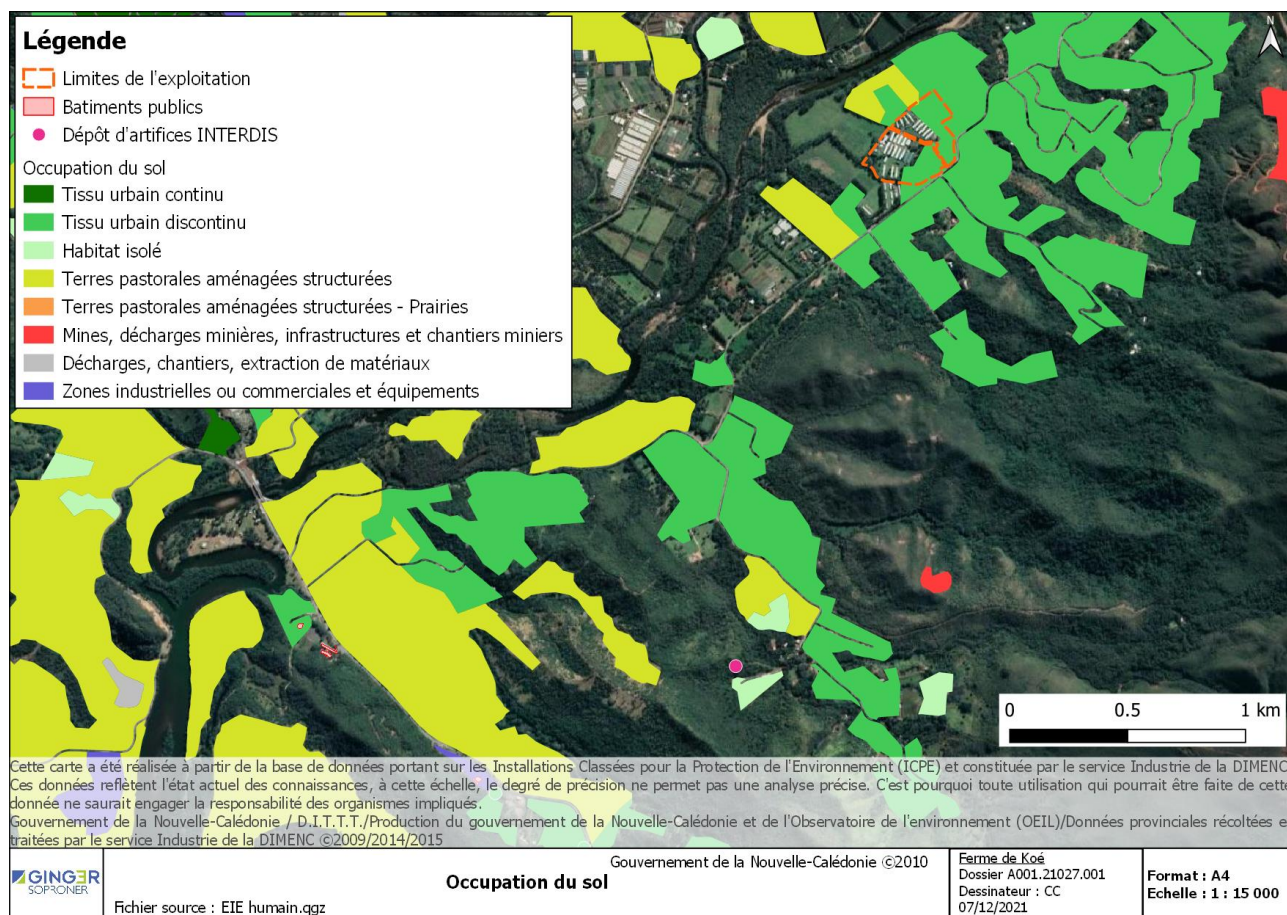 Légende
Limites de l'exploitation
Batiments publics
Dépôt d'artifices INTERDIS
Occupation du sol
Tissu urbain continu
Tissu urbain discontinu
Habitat isolé
Terres pastorales aménagées structurées
Terres pastorales aménagées structurées - Prairies
Mines, décharges minières, infrastructures et chantiers miniers
Décharges, chantiers, extraction de matériaux
Zones industrielles ou commerciales et équipements
N
0 0.5 1 km
Cette carte a été réalisée à partir de la base de données portant sur les Installations Classées pour la Protection de l'Environnement (ICPE) et constituée par le service Industrie de la DIMENC
Ces données reflètent l'état actuel des connaissances, à cette échelle, le degré de précision ne permet pas une analyse précise. C'est pourquoi toute utilisation qui pourrait être faite de cette
donnée ne saurait engager la responsabilité des organismes impliqués.
Gouvernement de la Nouvelle-Calédonie / D.I.T.T.T./Production du gouvernement de la Nouvelle-Calédonie et de l'Observatoire de l'environnement (OEIL)/Données provinciales récoltées e
traitées par le service Industrie de la DIMENC ©2009/2014/2015
GINGER
SOPRONER
Fichier source : EIE humain.qgz
Occupation du sol
Gouvernement de la Nouvelle-Calédonie ©2010
Ferme de Koé
Dossier A001.21027.001
Dessinateur : CC
07/12/2021
Format : A4
Echelle : 1 : 15 000